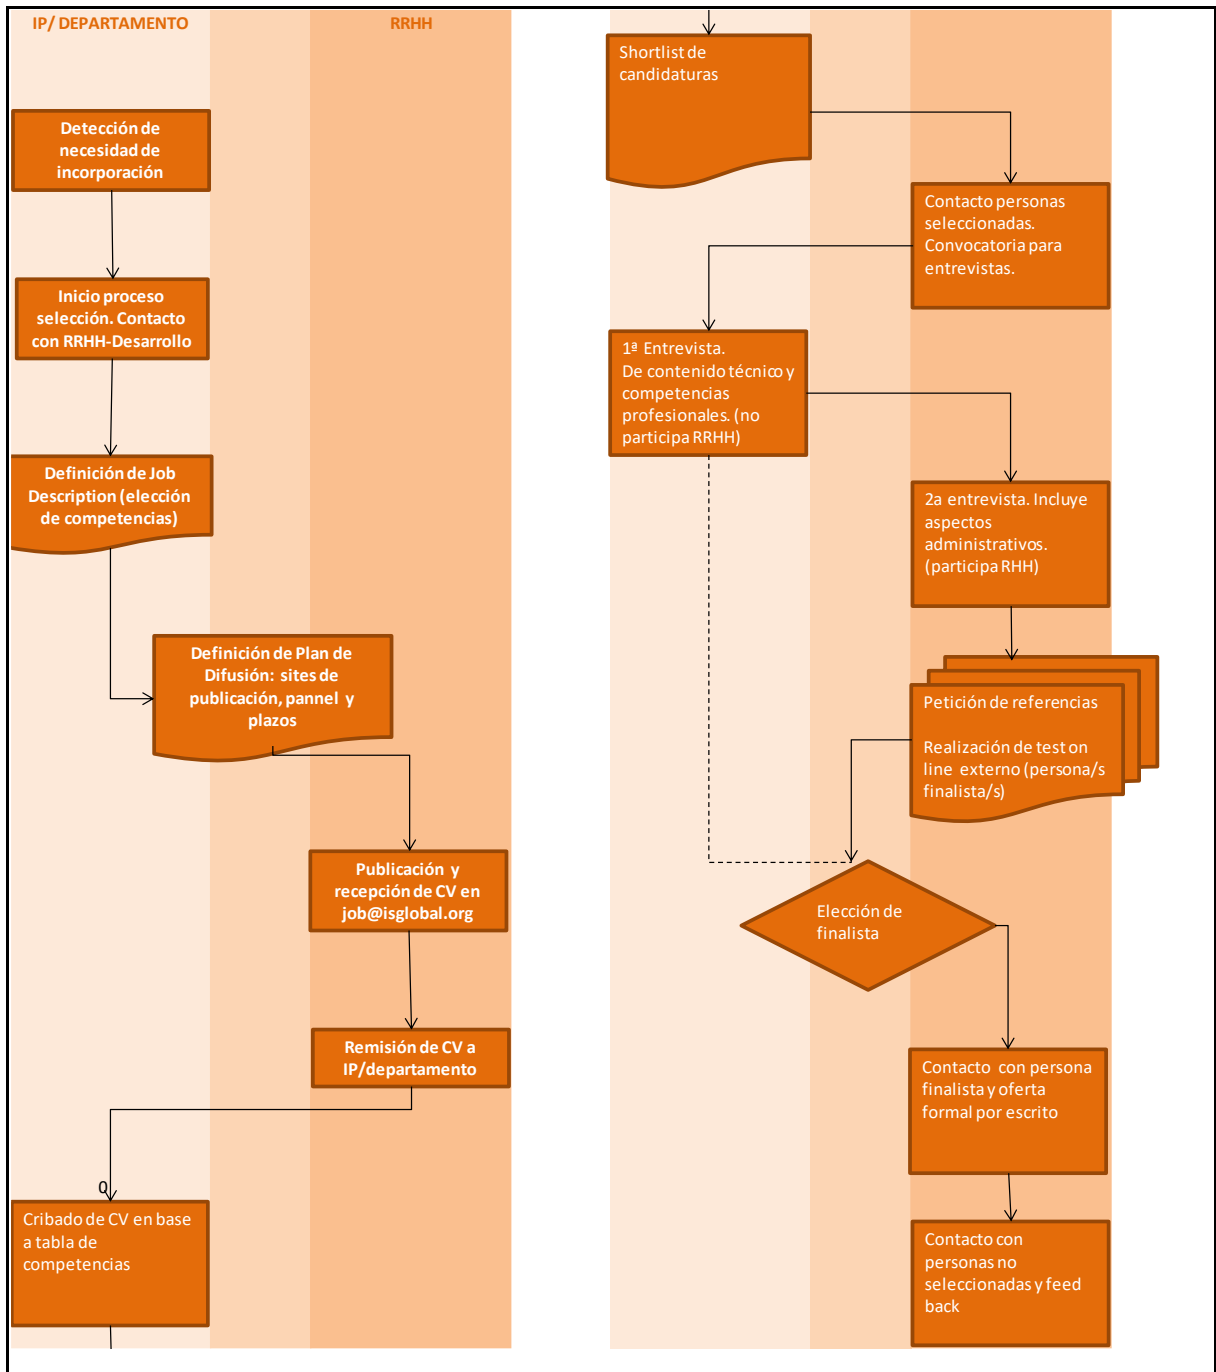 IP/ DEPARTAMENTO
RRHH
Detección de
necesidad de
incorporación
Inicio proceso
selección. Contacto
con RRHH-Desarrollo
Definición de Job
Description (elección
de competencias)
Definición de Plan de
Difusión: sites de
publicación, pannel y
plazos
Publicación y
recepción de CV en
job@isglobal.org
Remisión de CV a
IP/departamento
0
Cribado de CV en base
a tabla de
competencias
Shortlist de
candidaturas
Contacto personas
seleccionadas.
Convocatoria para
entrevistas.
1ª Entrevista.
De contenido técnico y
competencias
profesionales. (no
participa RRHH)
2a entrevista. Incluye
aspectos
administrativos.
(participa RHH)
Petición de referencias
Realización de test on
line externo (persona/s
finalista/s)
Elección de
finalista
Contacto con persona
finalista y oferta
formal por escrito
Contacto con
personas no
seleccionadas y feed
back